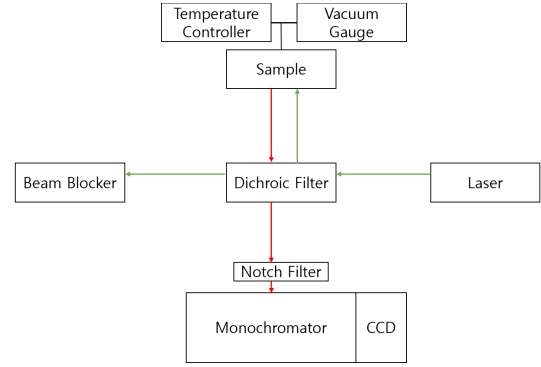 Temperature
Controller
Vacuum
Gauge
Sample
Beam Blocker
Dichroic Filter
Laser
Notch Filter
Monochromator
CCD